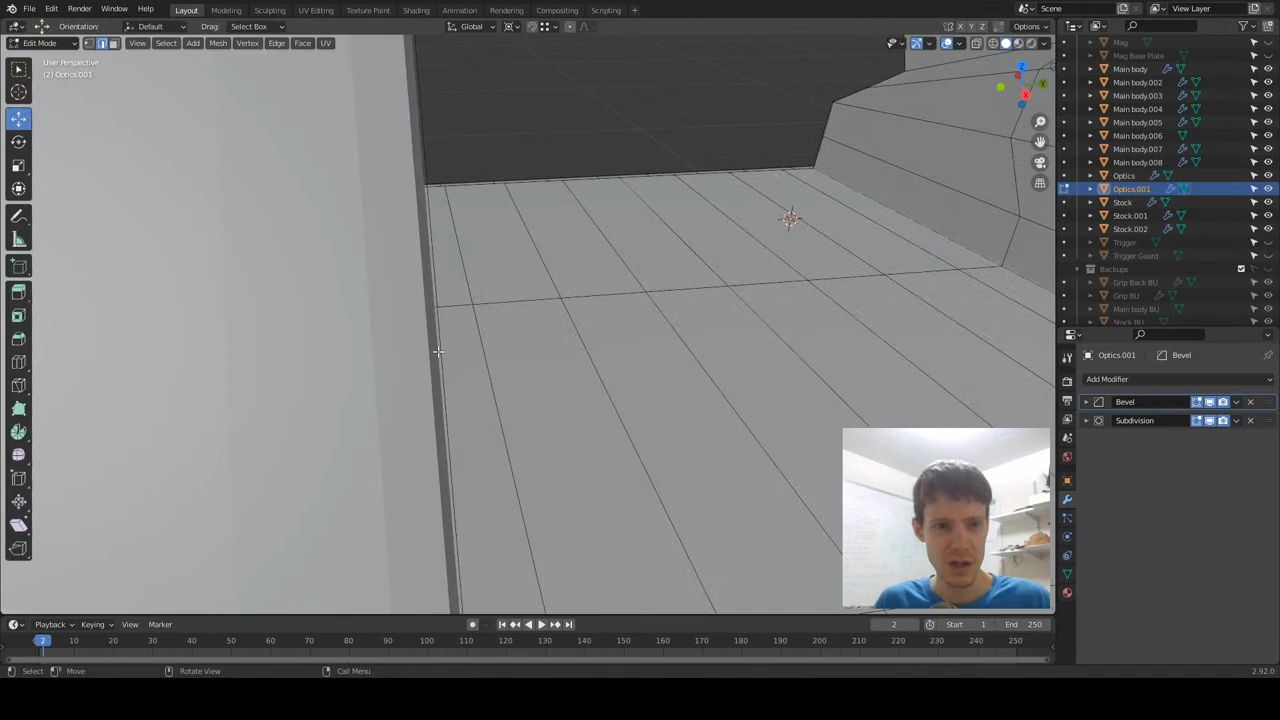 File Edit Render Window Help Layout Modeling Sculpting UV Editing Texture Paint Shading Animation Rendering Compositing Scripting + Scene View Layer
Orientation: Default Drag: Select Box Global X Y Z Options
Edit Mode View Select Add Mesh Vertex Edge Face UV
User Perspective
(2) Optics.001
Mag
Mag Base Plate
Main body
Main body.002
Main body.003
Main body.004
Main body.005
Main body.006
Main body.007
Main body.008
Optics
Optics.001
Stock
Stock.001
Stock.002
Trigger
Trigger Guard
Backups
Grip Back BU
Grip BU
Main body BU
Stock BU
Optics.001 Bevel
Add Modifier
Bevel
Subdivision
Playback Keying View Marker 2 Start 1 End 250
2 10 20 30 40 50 60 70 80 90 100 110 120 130 140 150 160 170 180 190 200 210 220 230 240 250
Select Move Rotate View Call Menu 2.92.0